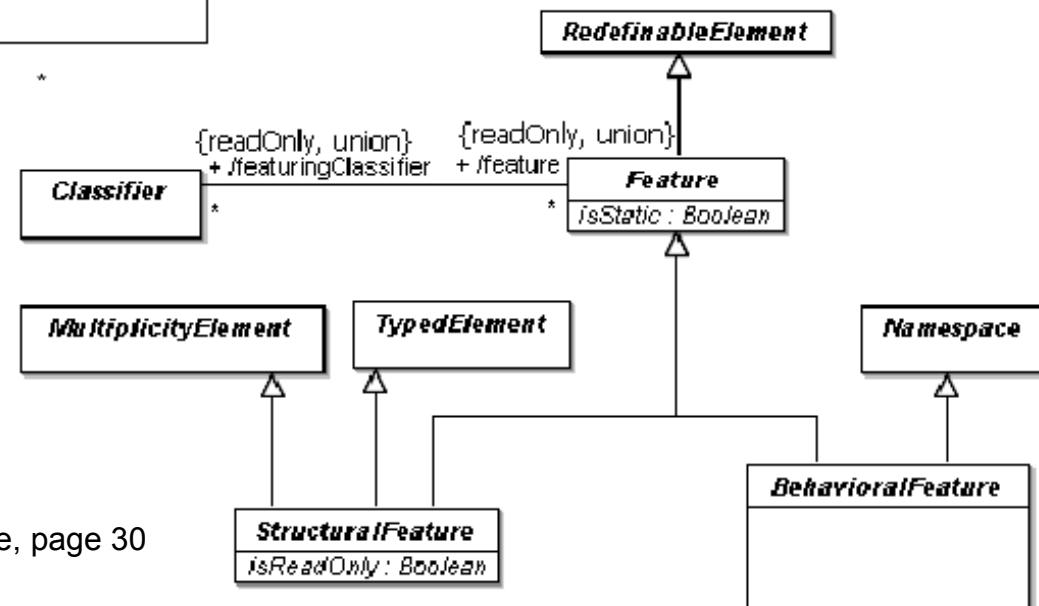 RedefinableElement
*
{readOnly, union}
{readOnly, union}
+ /featuringClassifier
+ /feature
Classifier
Feature
*
*
isStatic : Boolean
MultiplicityElement
TypedElement
Namespace
BehavioralFeature
StructuralFeature
e, page 30
isReadOnly : Boolean